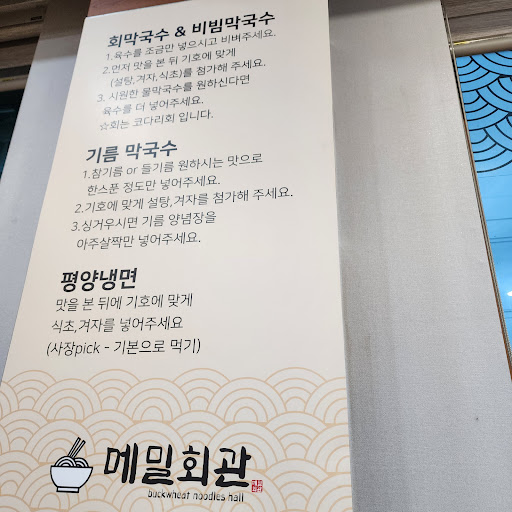 회막국수 & 비빔막국수
1.육수를 조금만 넣으시고 비벼주세요.
2.먼저 맛을 본 뒤 기호에 맞게
(설탕,겨자,식초)를 첨가해 주세요.
3. 시원한 물막국수를 원하신다면
육수를 더 넣어주세요.
☆회는 코다리회 입니다.
기름 막국수
1.참기름 or 들기름 원하시는 맛으로
한스푼 정도만 넣어주세요.
2.기호에 맞게 설탕,겨자를 첨가해 주세요.
3.싱거우시면 기름 양념장을
아주살짝만 넣어주세요.
평양냉면
맛을 본 뒤에 기호에 맞게
식초,겨자를 넣어주세요
(사장pick - 기본으로 먹기)
메밀회관
buckwheat noodles hall